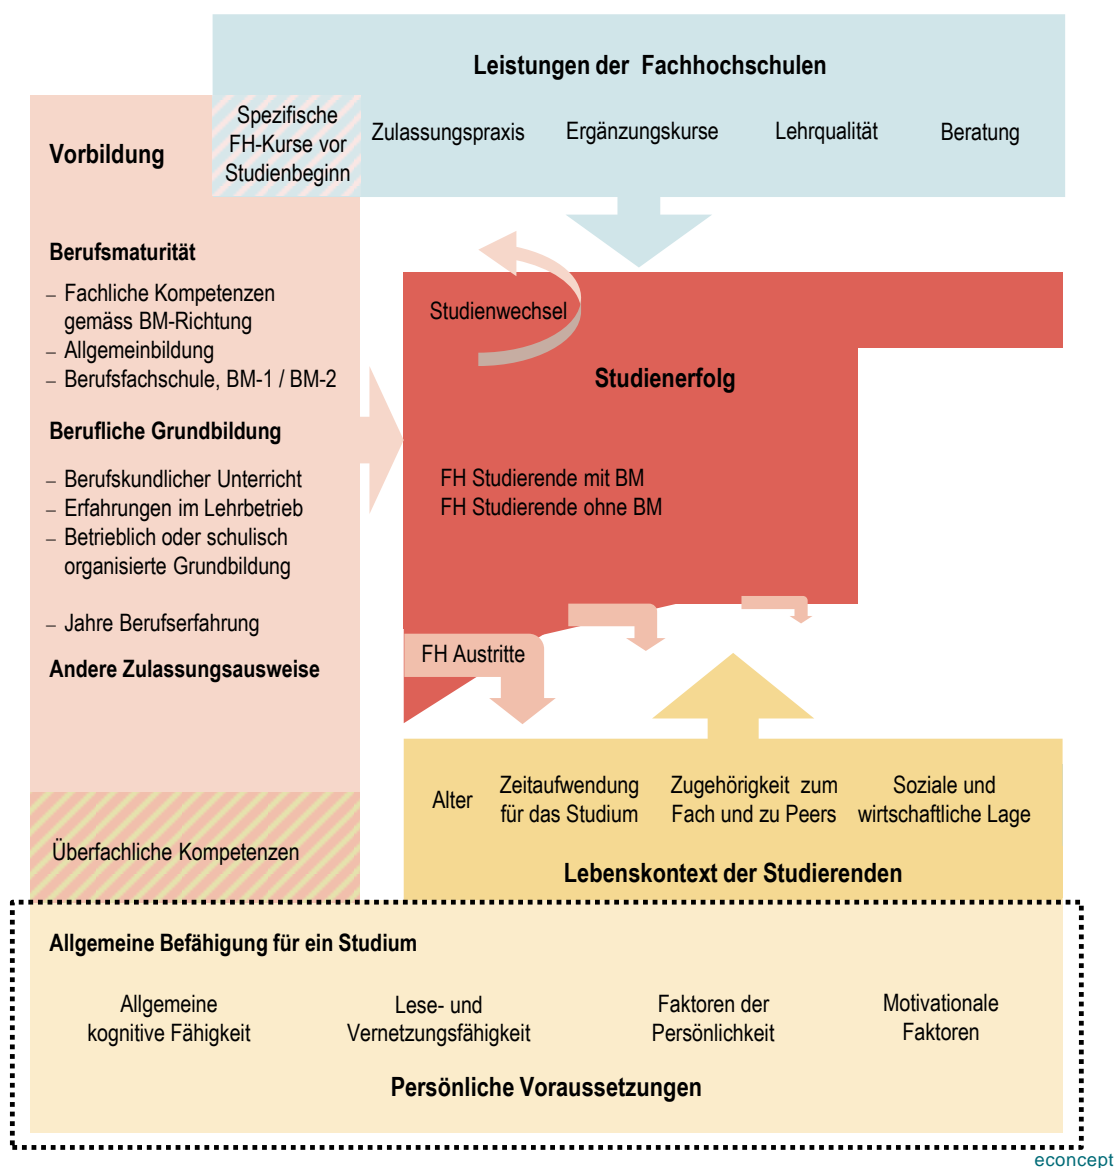 Leistungen der Fachhochschulen
Spezifische
FH-Kurse vor
Studienbeginn
Zulassungspraxis
Ergänzungskurse
Lehrqualität
Beratung
Vorbildung
Berufsmaturität
– Fachliche Kompetenzen
gemäss BM-Richtung
– Allgemeinbildung
– Berufsfachschule, BM-1 / BM-2
Berufliche Grundbildung
– Berufskundlicher Unterricht
– Erfahrungen im Lehrbetrieb
– Betrieblich oder schulisch
organisierte Grundbildung
– Jahre Berufserfahrung
Andere Zulassungsausweise
Überfachliche Kompetenzen
Studienwechsel
Studienerfolg
FH Studierende mit BM
FH Studierende ohne BM
FH Austritte
Alter
Zeitaufwendung
für das Studium
Zugehörigkeit zum
Fach und zu Peers
Soziale und
wirtschaftliche Lage
Lebenskontext der Studierenden
Allgemeine Befähigung für ein Studium
Allgemeine
kognitive Fähigkeit
Lese- und
Vernetzungsfähigkeit
Faktoren der
Persönlichkeit
Motivationale
Faktoren
Persönliche Voraussetzungen
econcept